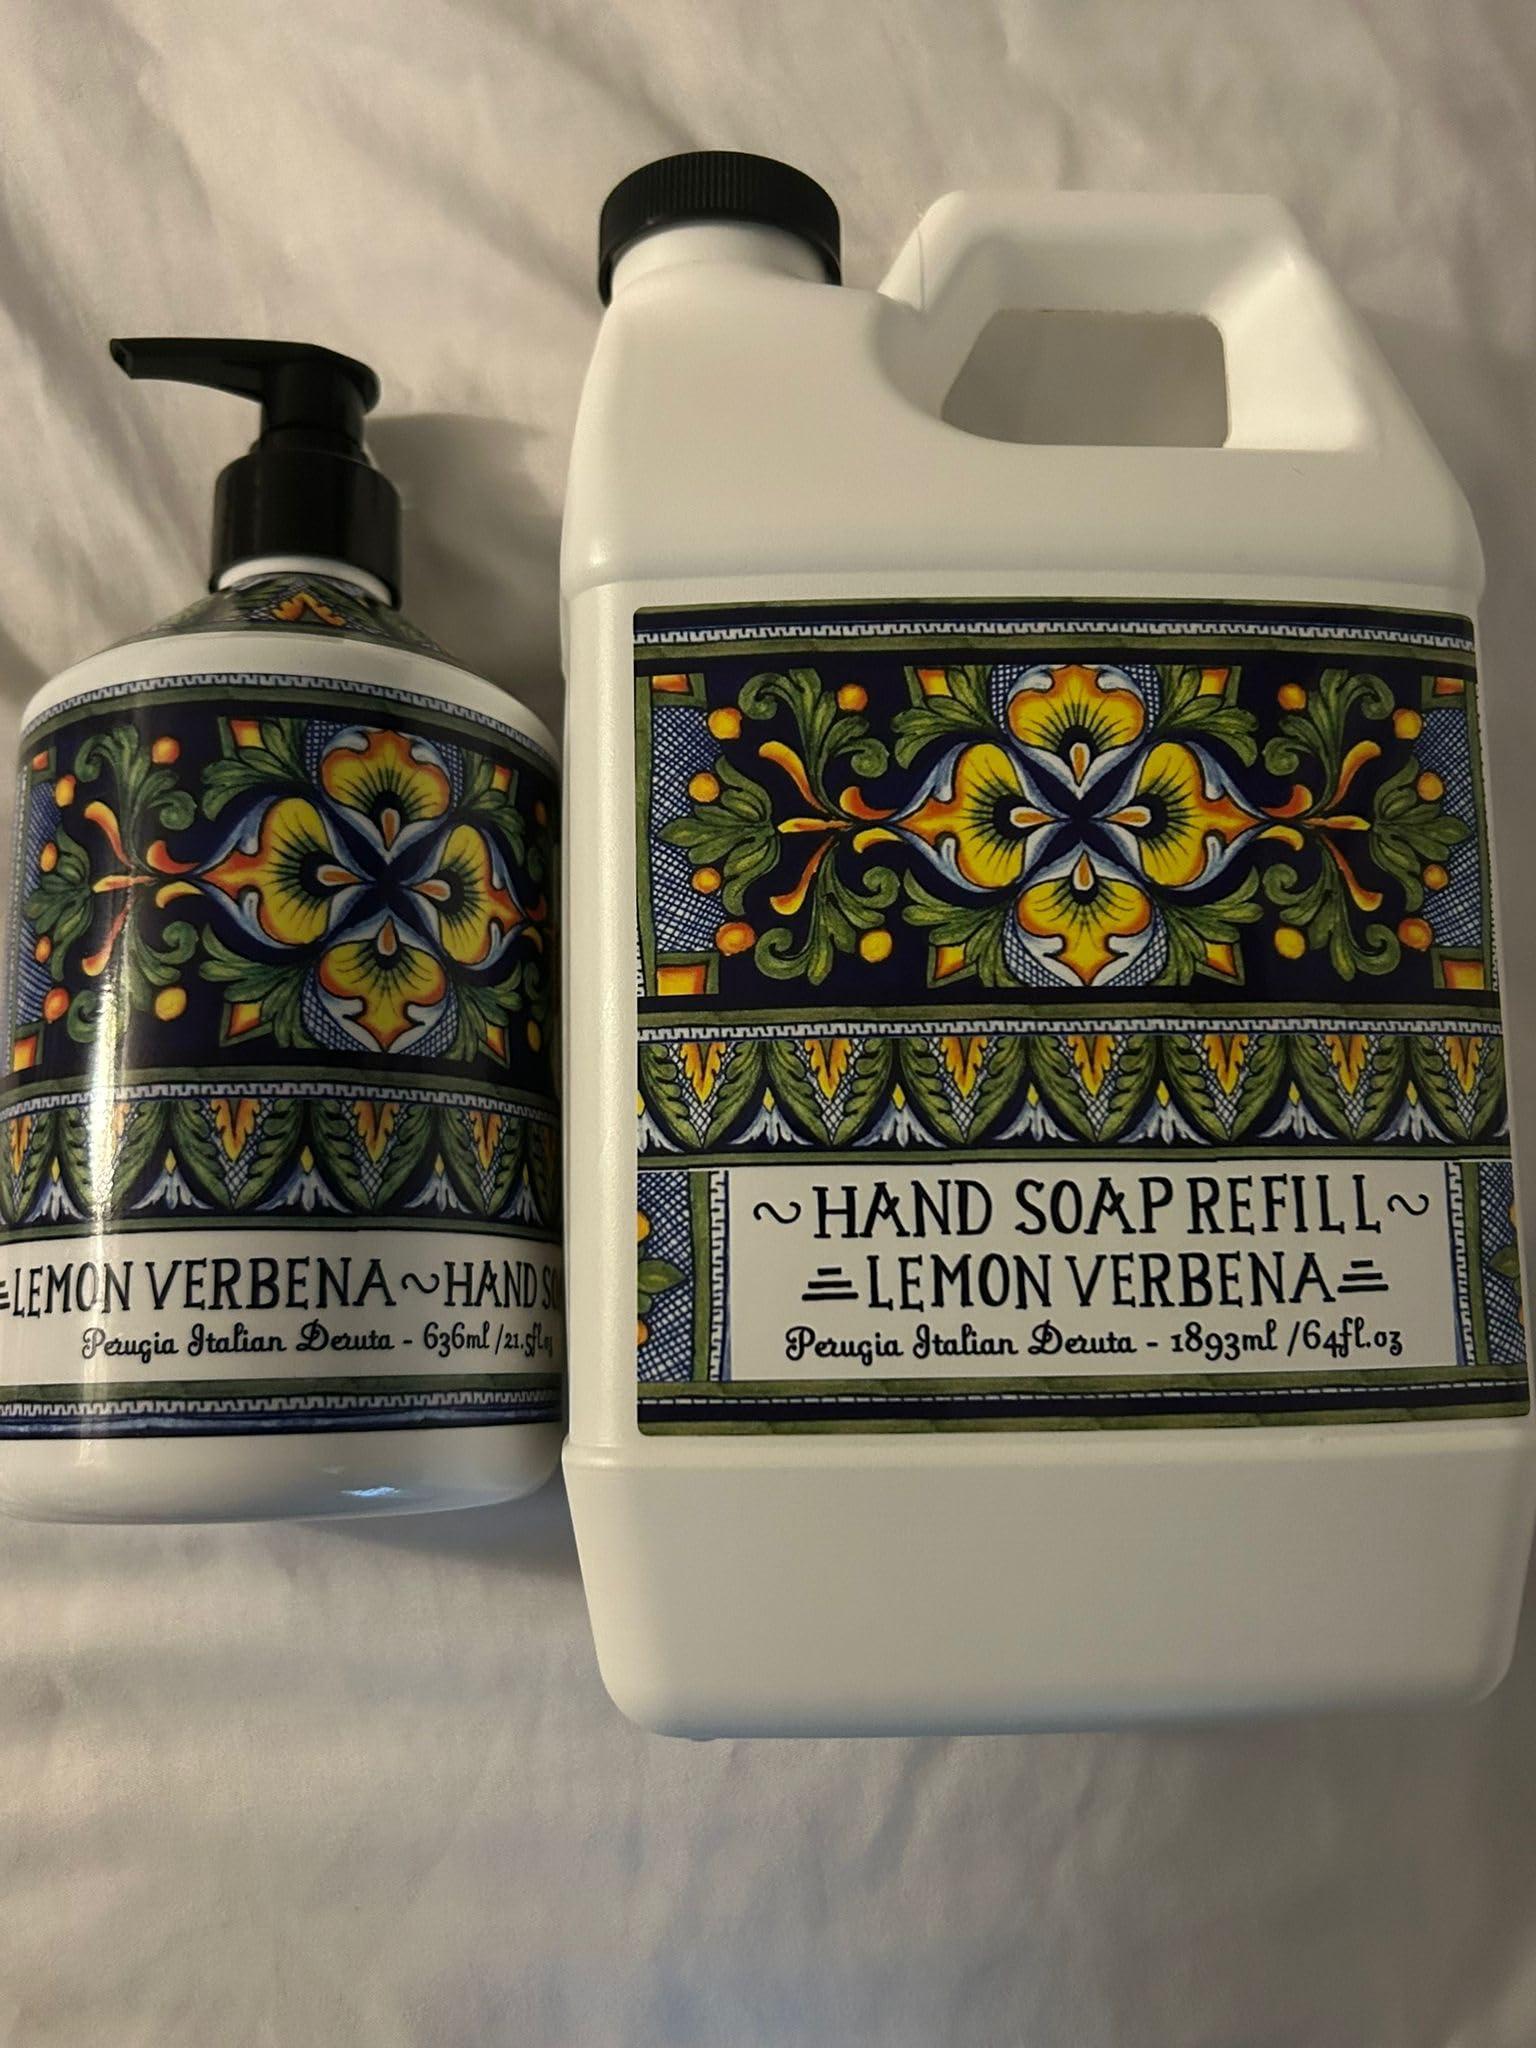 LEMON VERBENA~HAND
Perugia Italian Deruta - 636ml /21.5fl.oz
~HAND SOAP REFILL~
LEMON VERBENA
Perugia Italian Deruta - 1893ml /64fl.oz